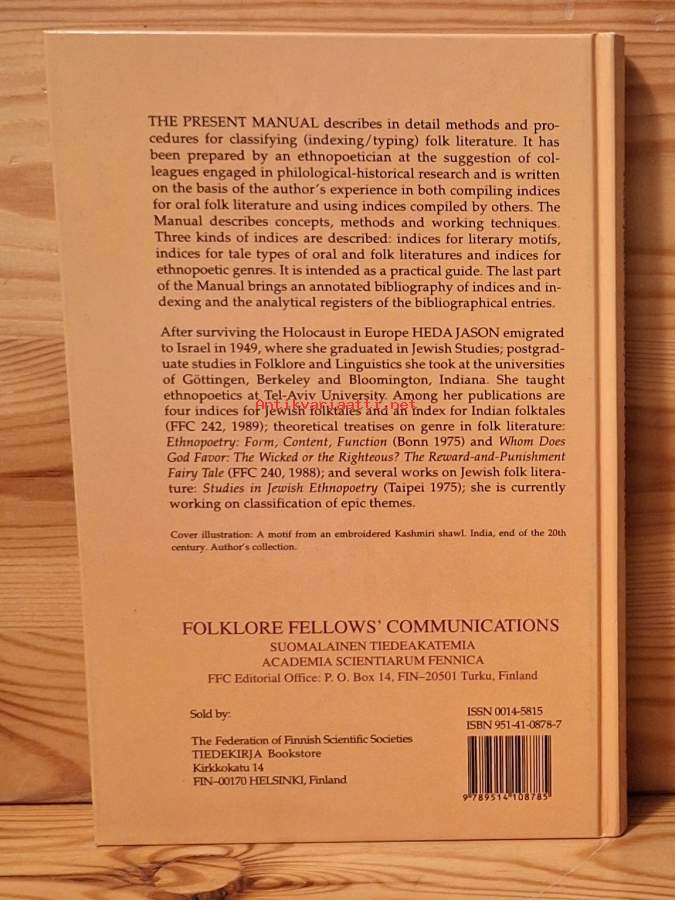 THE PRESENT MANUAL describes in detail methods and pro-
cedures for classifying (indexing/typing) folk literature. It has
been prepared by an ethnopoetician at the suggestion of col-
leagues engaged in philological-historical research and is written
on the basis of the author's experience in both compiling indices
for oral folk literature and using indices compiled by others. The
Manual describes concepts, methods and working techniques.
Three kinds of indices are described: indices for literary motifs,
indices for tale types of oral and folk literatures and indices for
ethnopoetic genres. It is intended as a practical guide. The last part
of the Manual brings an annotated bibliography of indices and in-
dexing and the analytical registers of the bibliographical entries.
After surviving the Holocaust in Europe HEDA JASON emigrated
to Israel in 1949, where she graduated in Jewish Studies; postgrad-
uate studies in Folklore and Linguistics she took at the universities
of Göttingen, Berkeley and Bloomington, Indiana. She taught
ethnopoetics at Tel-Aviv University. Among her publications are
Antikvariaattr.net
four indices for Jewish folktales and an index for Indian folktales
(FFC 242, 1989); theoretical treatises on genre in folk literature:
Ethnopoetry: Form, Content, Function (Bonn 1975) and Whom Does
God Favor: The Wicked or the Righteous? The Reward-and-Punishment
Fairy Tale (FFC 240, 1988); and several works on Jewish folk litera-
ture: Studies in Jewish Ethnopoetry (Taipei 1975); she is currently
working on classification of epic themes.
Cover illustration: A motif from an embroidered Kashmiri shawl. India, end of the 20th
century. Author's collection.
FOLKLORE FELLOWS' COMMUNICATIONS
SUOMALAINEN TIEDEAKATEMIA
ACADEMIA SCIENTIARUM FENNICA
FFC Editorial Office: P. O. Box 14, FIN–20501 Turku, Finland
Sold by:
The Federation of Finnish Scientific Societies
TIEDEKIRJA Bookstore
Kirkkokatu 14
FIN–00170 HELSINKI, Finland
ISSN 0014-5815
ISBN 951-41-0878-7
9 789514 108785